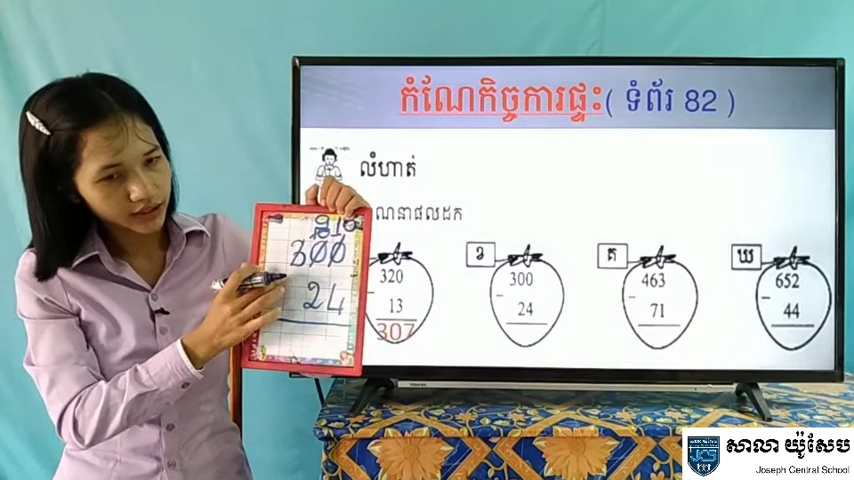 កំណែកិច្ចការផ្ទះ( ទំព័រ 82 )
លំហាត់
ណនាផលដក
ខ
គ
ឃ
320
- 13
307
300
- 24
463
- 71
652
- 44
10
300
24
សាលា យ៉ូសែប
Joseph Central School